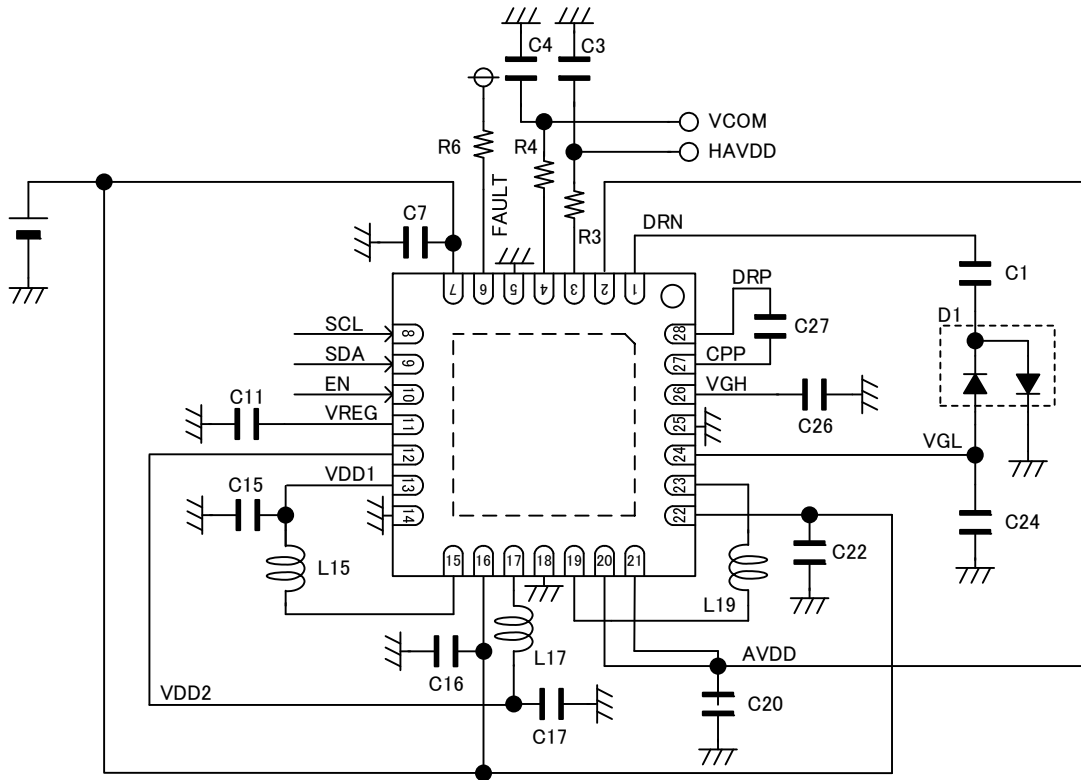 C4
C3
VCOM
HAVDD
R6
R4
FAULT
R3
C7
DRN
C1
7
6
5
4
3
2
1
DRP
C27
D1
SCL
8
28
SDA
9
27
CPP
EN
10
26
VGH
C11
VREG
11
25
C26
12
24
VGL
VDD1
13
23
C15
14
22
C24
C22
15
16
17
18
19
20
21
L15
L19
L17
C16
AVDD
VDD2
C17
C20